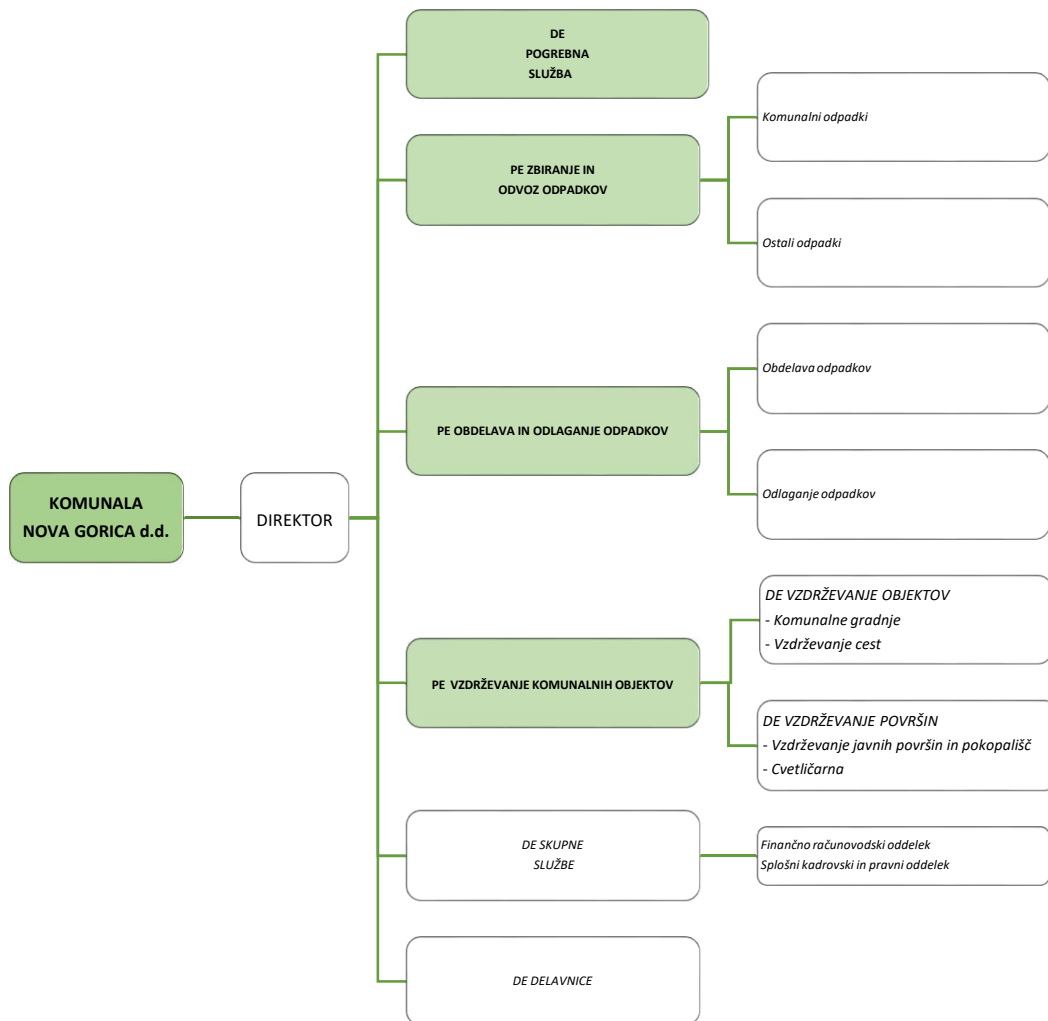 DE
POGREBNA
SLUŽBA
Komunalni odpadki
PE ZBIRANJE IN
ODVOZ ODPADKOV
Ostali odpadki
Obdelava odpadkov
PE OBDELAVA IN ODLAGANJE ODPADKOV
Odlaganje odpadkov
KOMUNALA
NOVA GORICA d.d.
DIREKTOR
DE VZDRŽEVANJE OBJEKTOV
- Komunalne gradnje
- Vzdrževanje cest
PE VZDRŽEVANJE KOMUNALNIH OBJEKTOV
DE VZDRŽEVANJE POVRŠIN
- Vzdrževanje javnih površin in pokopališč
- Cvetličarna
DE SKUPNE
SLUŽBE
Finančno računovodski oddelek
Splošni kadrovski in pravni oddelek
DE DELAVNICE